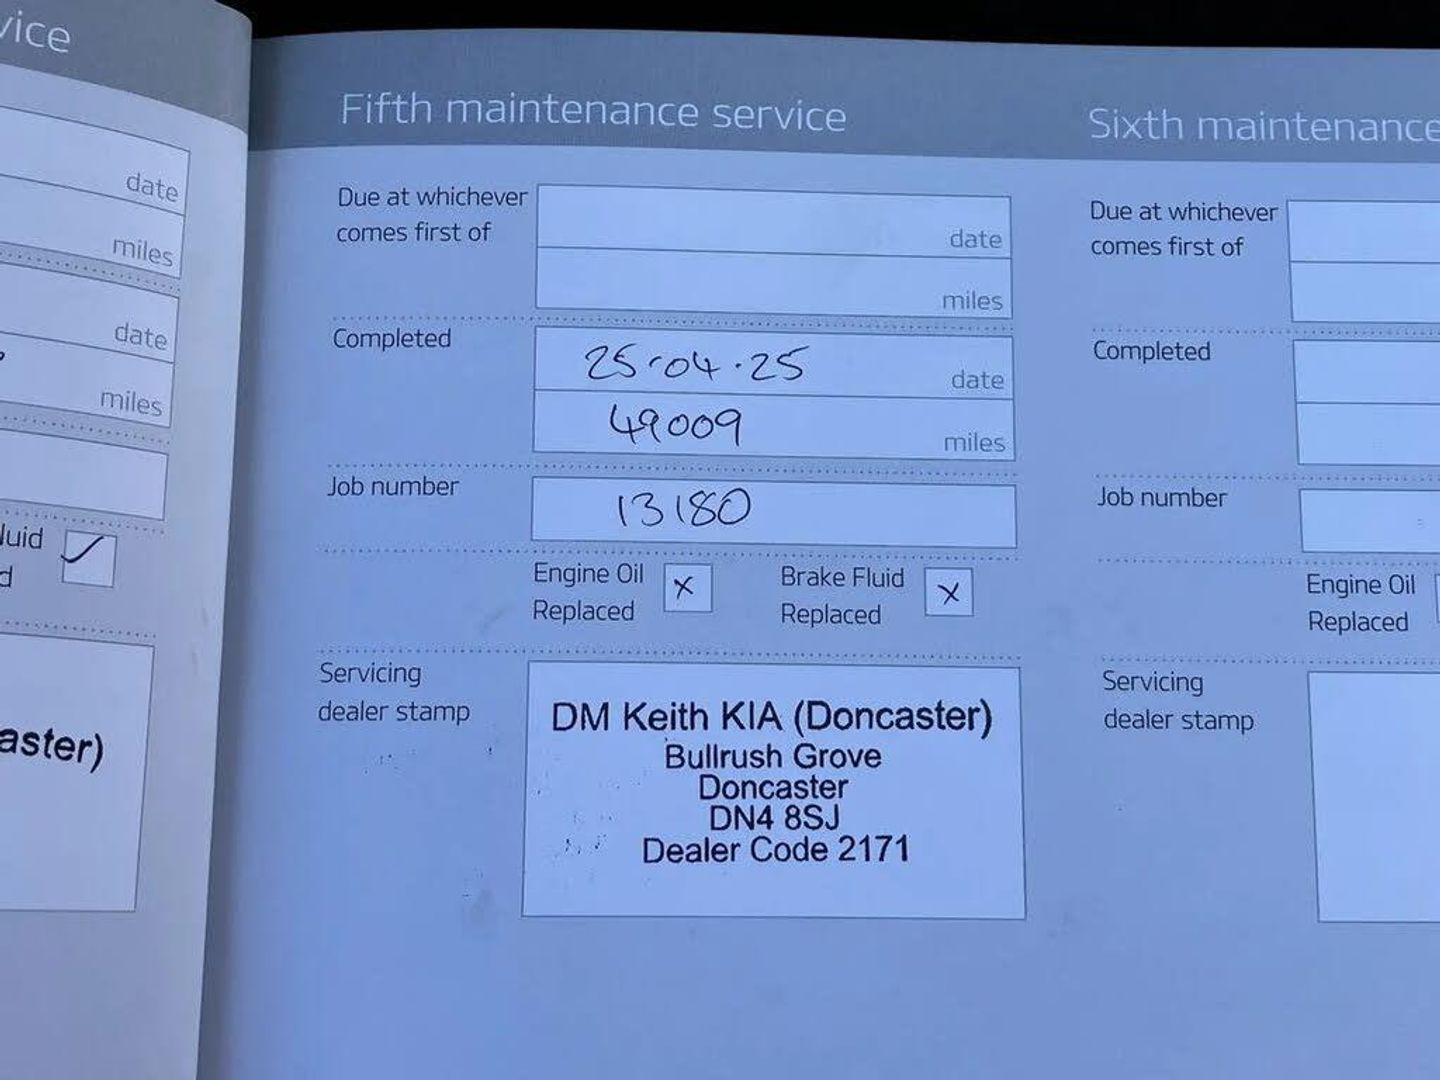 vice
date
miles
date
miles
luid
d
aster)
Fifth maintenance service
Due at whichever
comes first of
date
miles
Completed
25.04.25
date
49009
miles
Job number
13180
Engine Oil
Replaced
x
Brake Fluid
Replaced
x
Servicing
dealer stamp
DM Keith KIA (Doncaster)
Bullrush Grove
Doncaster
DN4 8SJ
Dealer Code 2171
Sixth maintenance
Due at whichever
comes first of
Completed
Job number
Engine Oil
Replaced
Servicing
dealer stamp